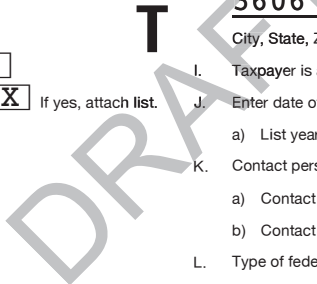 T
5606
City, State,
I. Taxpayer is
X If yes, attach list. J. Enter date of
a) List year
K. Contact pers
a) Contact
b) Contact
L. Type of fede
DRAFT